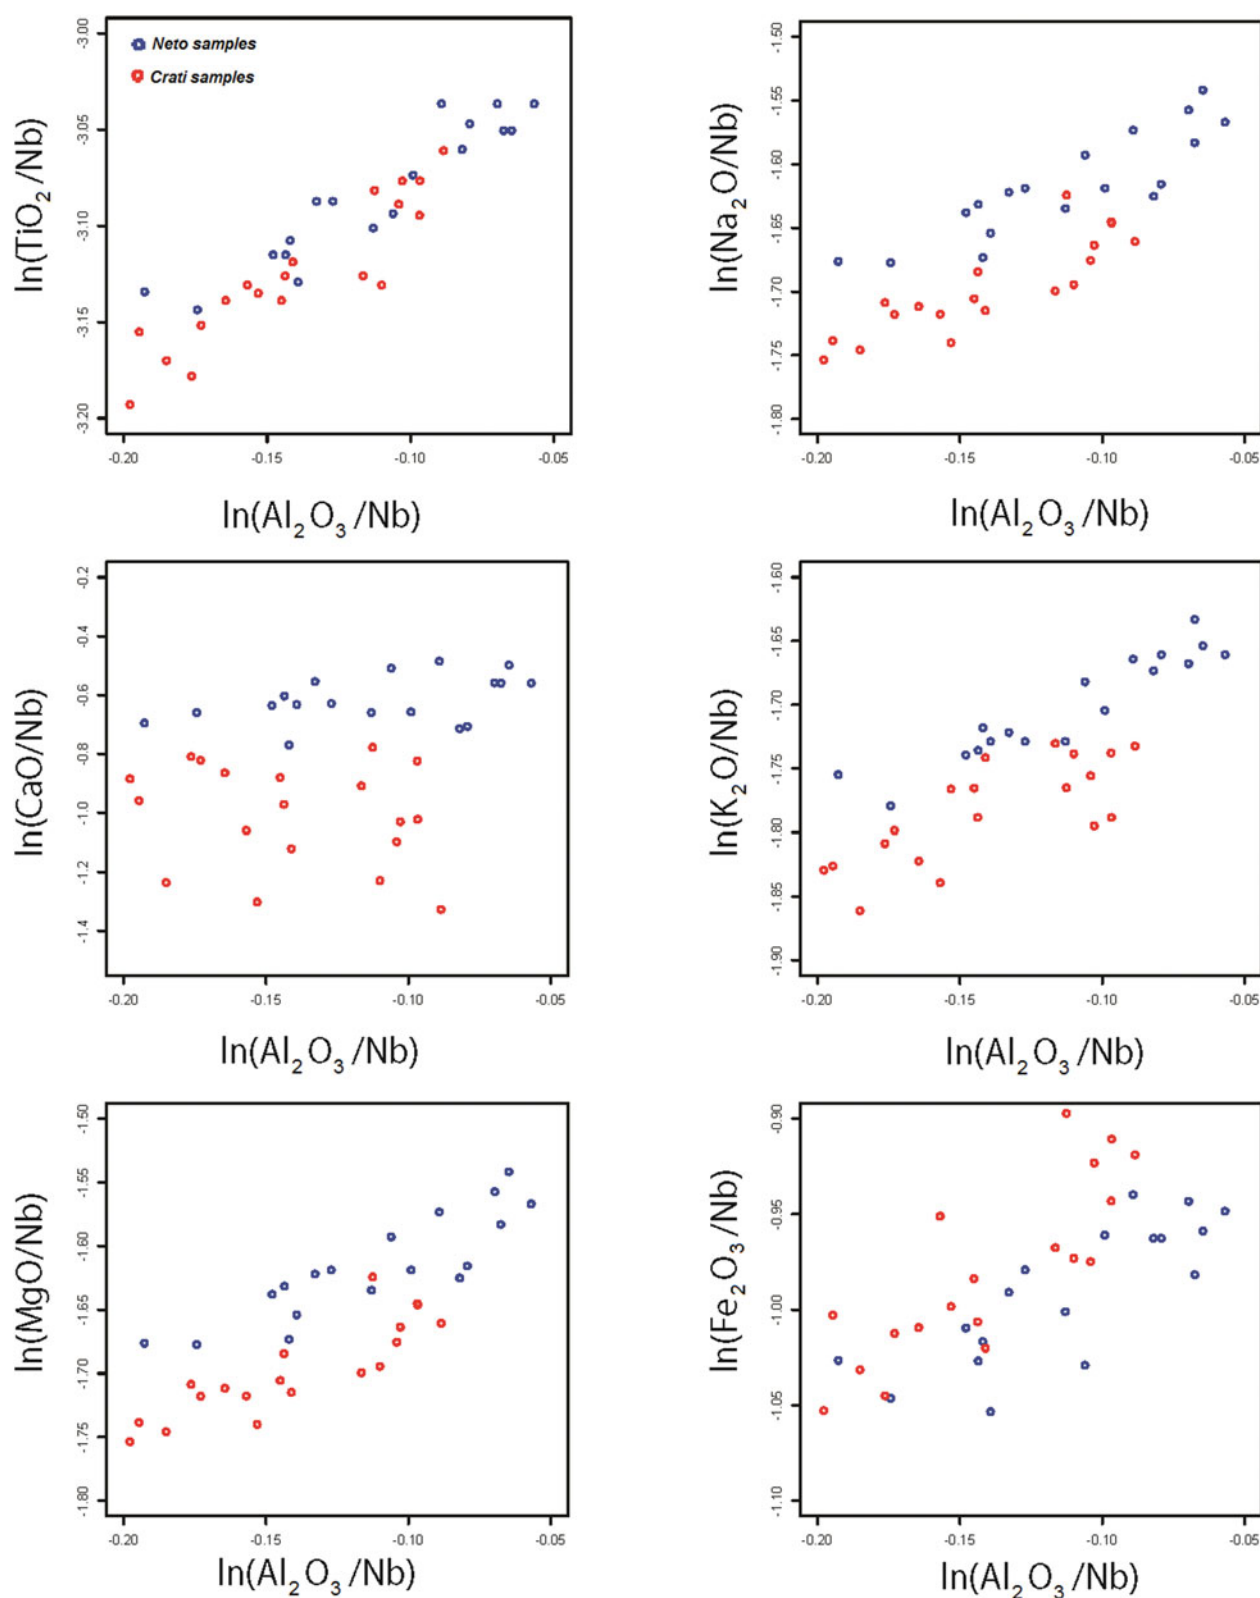 ln(TiO₂/Nb)
-3.00
-3.05
-3.10
-3.15
-3.20
Neto samples
Crati samples
-0.20 -0.15 -0.10 -0.05
ln(Al₂O₃/Nb)
ln(Na₂O/Nb)
-1.50
-1.55
-1.60
-1.65
-1.70
-1.75
-1.80
-0.20 -0.15 -0.10 -0.05
ln(Al₂O₃/Nb)
ln(CaO/Nb)
-0.2
-0.4
-0.6
-0.8
-1.0
-1.2
-1.4
-0.20 -0.15 -0.10 -0.05
ln(Al₂O₃/Nb)
ln(K₂O/Nb)
-1.60
-1.65
-1.70
-1.75
-1.80
-1.85
-1.90
-0.20 -0.15 -0.10 -0.05
ln(Al₂O₃/Nb)
ln(MgO/Nb)
-1.50
-1.55
-1.60
-1.65
-1.70
-1.75
-1.80
-0.20 -0.15 -0.10 -0.05
ln(Al₂O₃/Nb)
ln(Fe₂O₃/Nb)
-0.90
-0.95
-1.00
-1.05
-1.10
-0.20 -0.15 -0.10 -0.05
ln(Al₂O₃/Nb)